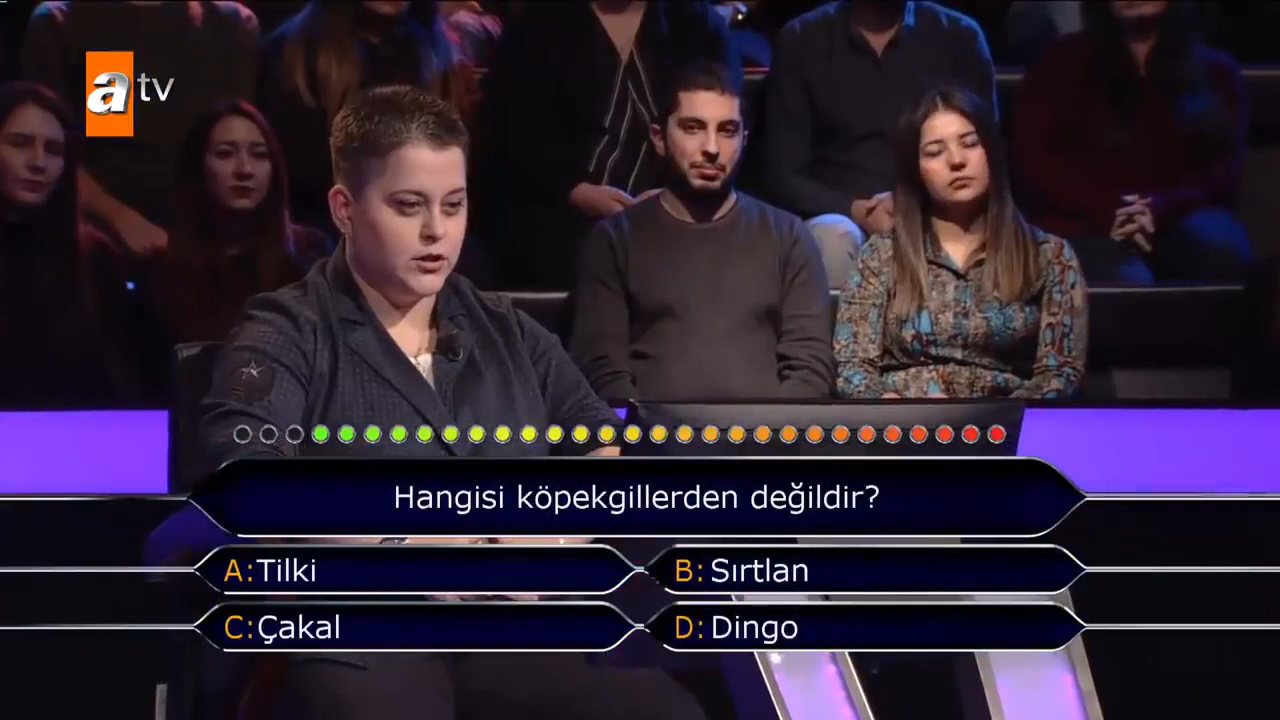 atv
Hangisi köpekgillerden değildir?
A: Tilki
B: Sırtlan
C: Çakal
D: Dingo